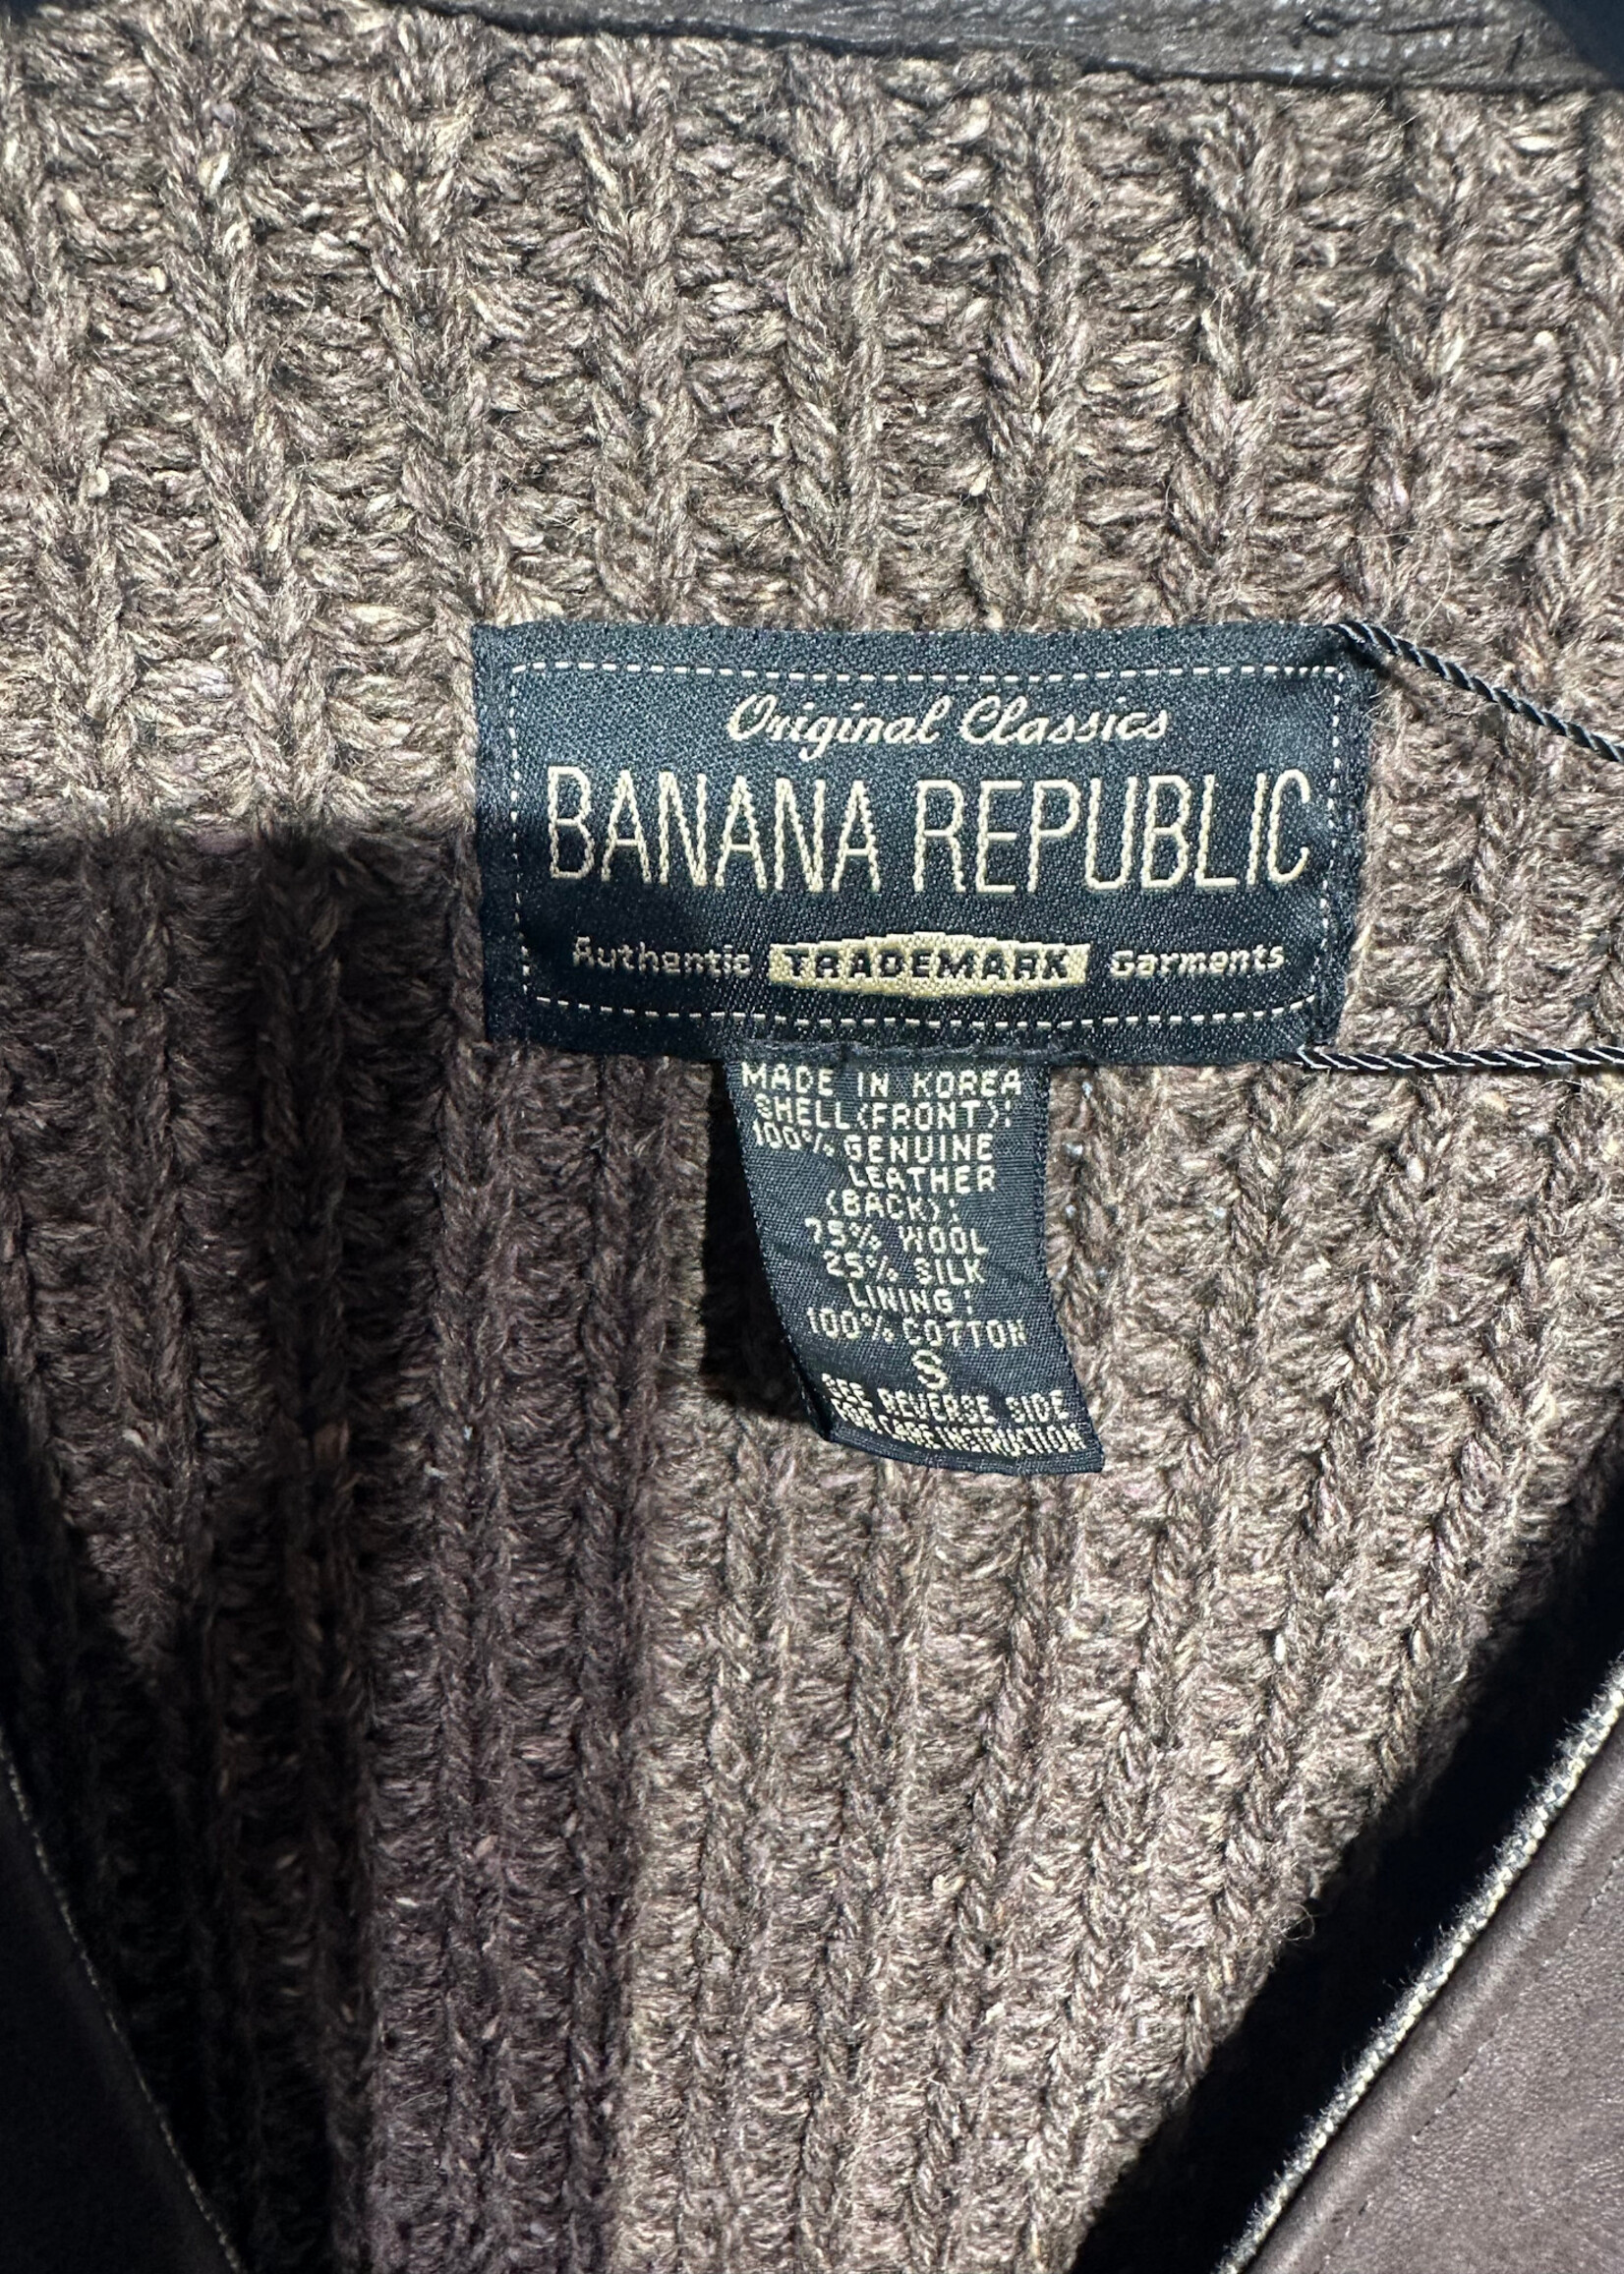 Original Classics
BANANA REPUBLIC
Authentic TRADEMARK Garments
MADE IN KOREA
SHELL(FRONT):
100% GENUINE
LEATHER
(BACK):
75% WOOL
25% SILK
LINING:
100% COTTON
S
SEE REVERSE SIDE
FOR CARE INSTRUCTION